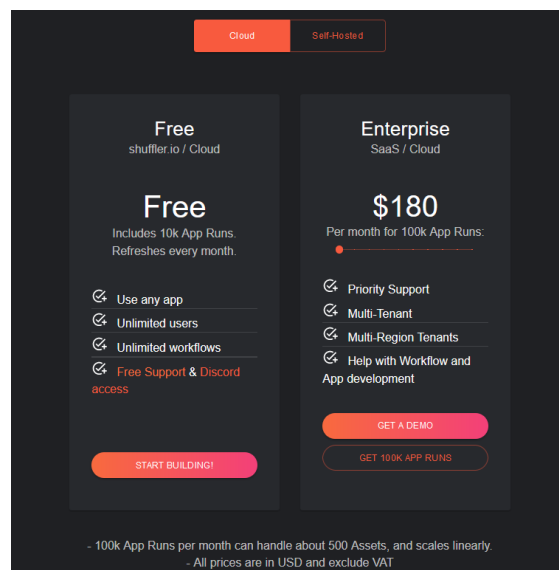 Cloud
Self-Hosted
Free
shuffler.io / Cloud
Free
Includes 10k App Runs.
Refreshes every month.
Use any app
Unlimited users
Unlimited workflows
Free Support & Discord
access
START BUILDING!
Enterprise
SaaS / Cloud
$180
Per month for 100k App Runs:
Priority Support
Multi-Tenant
Multi-Region Tenants
Help with Workflow and
App development
GET A DEMO
GET 100K APP RUNS
- 100k App Runs per month can handle about 500 Assets, and scales linearly.
- All prices are in USD and exclude VAT